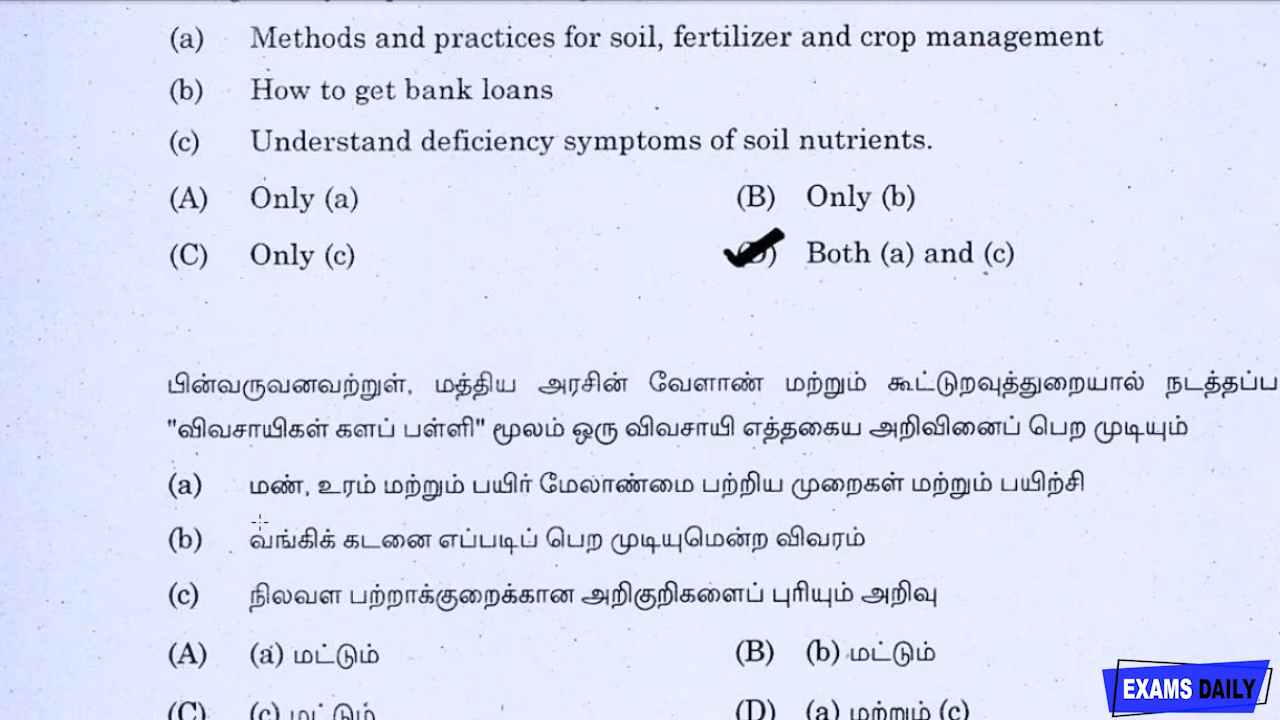 (a) Methods and practices for soil, fertilizer and crop management
(b) How to get bank loans
(c) Understand deficiency symptoms of soil nutrients.
(A) Only (a) (B) Only (b)
(C) Only (c) (D) Both (a) and (c)
பின்வருவனவற்றுள், மத்திய அரசின் வேளாண் மற்றும் கூட்டுறவுத்துறையால் நடத்தப்ப
"விவசாயிகள் களப் பள்ளி" மூலம் ஒரு விவசாயி எத்தகைய அறிவினைப் பெற முடியும்
(a) மண், உரம் மற்றும் பயிர் மேலாண்மை பற்றிய முறைகள் மற்றும் பயிற்சி
(b) வங்கிக் கடனை எப்படிப் பெற முடியுமென்ற விவரம்
(c) நிலவள பற்றாக்குறைக்கான அறிகுறிகளைப் புரியும் அறிவு
(A) (a) மட்டும் (B) (b) மட்டும்
(C) (c) மட்டும் (D) (a) மற்றும் (c)
EXAMS DAILY